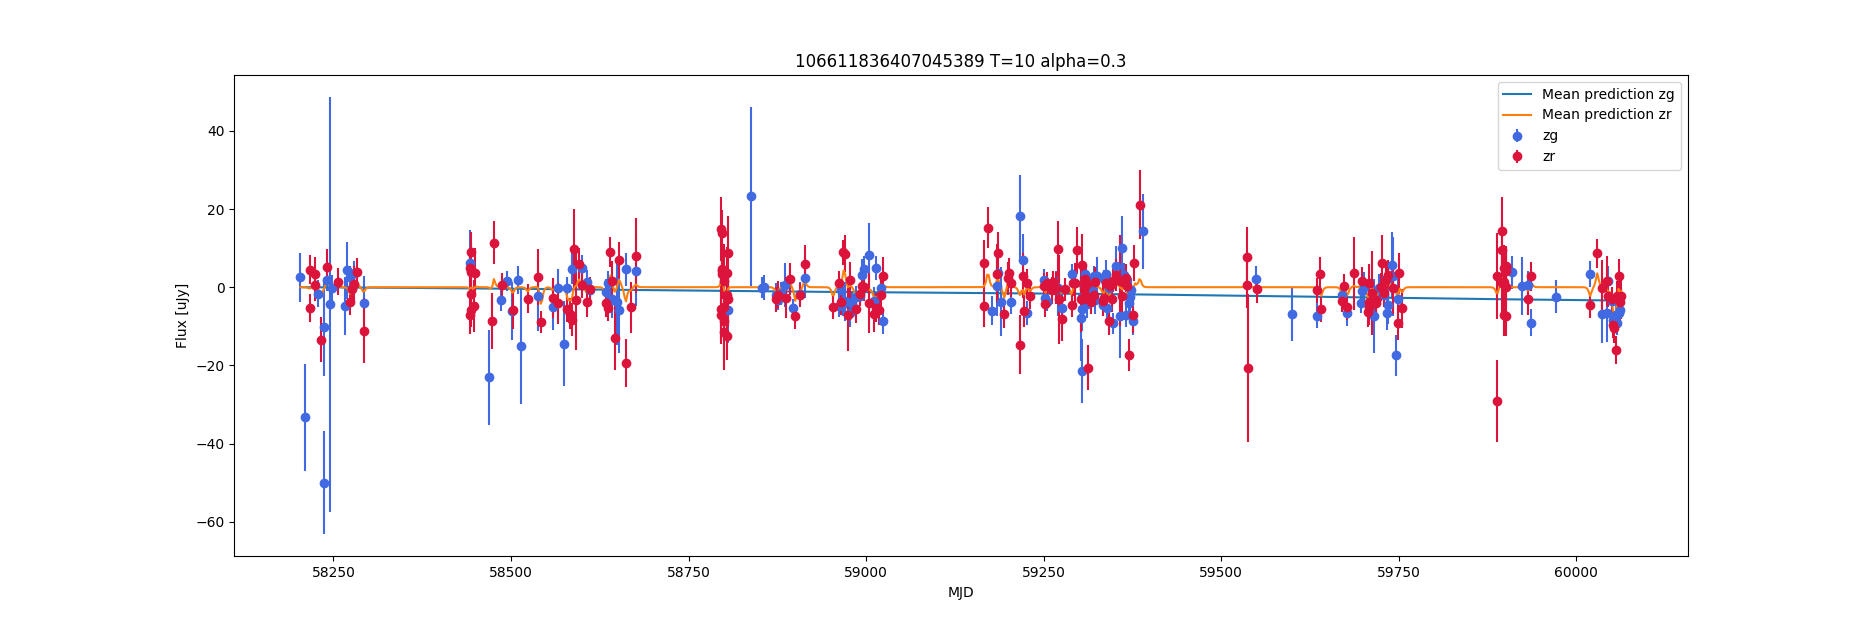 106611836407045389 T=10 alpha=0.3
Mean prediction zg
Mean prediction zr
zg
zr
40
20
0
−20
−40
−60
Flux [uJy]
58250
58500
58750
59000
59250
59500
59750
60000
MJD